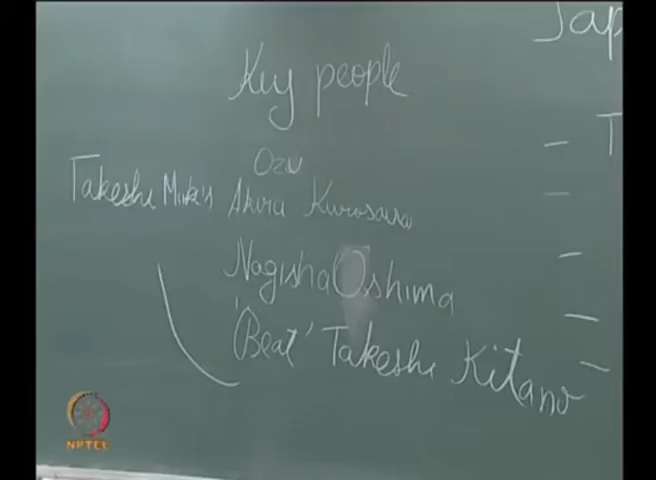 Jap
Key people
T
Ozu
Takeshi Miike's Akira Kurosawa
Nagisha Oshima
'Beat' Takeshi Kitano
NPTEL